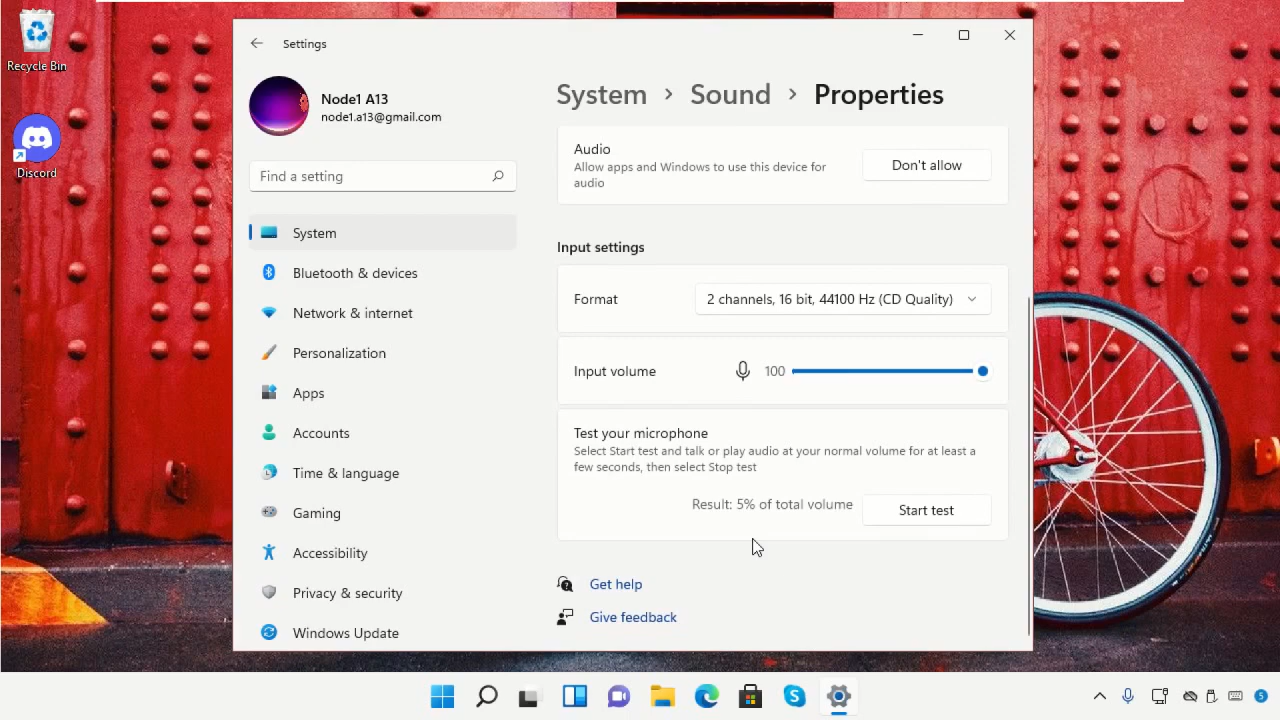 Recycle Bin
Discord
Settings
Node1 A13
node1.a13@gmail.com
Find a setting
System
Bluetooth & devices
Network & internet
Personalization
Apps
Accounts
Time & language
Gaming
Accessibility
Privacy & security
Windows Update
System > Sound > Properties
Audio
Allow apps and Windows to use this device for
audio
Don't allow
Input settings
Format
2 channels, 16 bit, 44100 Hz (CD Quality)
Input volume
100
Test your microphone
Select Start test and talk or play audio at your normal volume for at least a
few seconds, then select Stop test
Result: 5% of total volume
Start test
Get help
Give feedback
5